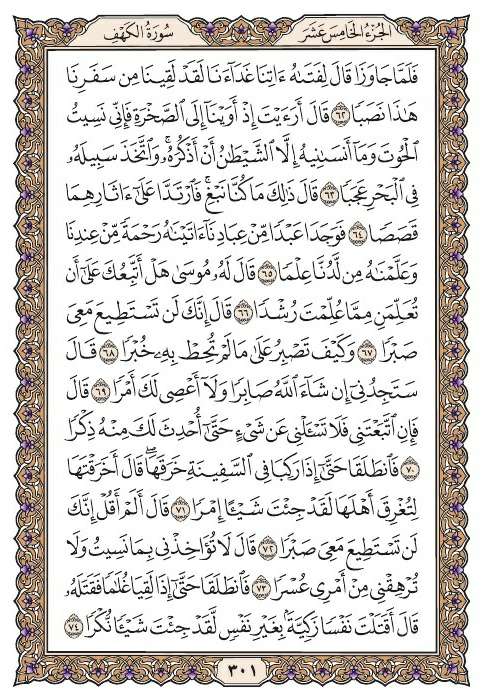 الجُزْءُ الخَامِسَ عَشَرَ
سُورَةُ الكَهْفِ
فَلَمَّا جَاوَزَا قَالَ لِفَتَىٰهُ ءَاتِنَا غَدَآءَنَا لَقَدْ لَقِينَا مِن سَفَرِنَا
هَٰذَا نَصَبًا ٦٢ قَالَ أَرَءَيْتَ إِذْ أَوَيْنَآ إِلَى ٱلصَّخْرَةِ فَإِنِّي نَسِيتُ
ٱلْحُوتَ وَمَآ أَنسَىٰنِيهُ إِلَّا ٱلشَّيْطَٰنُ أَنْ أَذْكُرَهُۥۚ وَٱتَّخَذَ سَبِيلَهُۥ
فِي ٱلْبَحْرِ عَجَبًا ٦٣ قَالَ ذَٰلِكَ مَا كُنَّا نَبْغِۚ فَٱرْتَدَّا عَلَىٰٓ ءَاثَارِهِمَا
قَصَصًا ٦٤ فَوَجَدَا عَبْدًا مِّنْ عِبَادِنَآ ءَاتَيْنَٰهُ رَحْمَةً مِّنْ عِندِنَا
وَعَلَّمْنَٰهُ مِن لَّدُنَّا عِلْمًا ٦٥ قَالَ لَهُۥ مُوسَىٰ هَلْ أَتَّبِعُكَ عَلَىٰٓ أَن
تُعَلِّمَنِ مِمَّا عُلِّمْتَ رُشْدًا ٦٦ قَالَ إِنَّكَ لَن تَسْتَطِيعَ مَعِيَ
صَبْرًا ٦٧ وَكَيْفَ تَصْبِرُ عَلَىٰ مَا لَمْ تُحِطْ بِهِۦ خُبْرًا ٦٨ قَالَ
سَتَجِدُنِيٓ إِن شَآءَ ٱللَّهُ صَابِرًا وَلَآ أَعْصِي لَكَ أَمْرًا ٦٩ قَالَ
فَإِنِ ٱتَّبَعْتَنِي فَلَا تَسْـَٔلْنِي عَن شَيْءٍ حَتَّىٰٓ أُحْدِثَ لَكَ مِنْهُ ذِكْرًا
٧٠ فَٱنطَلَقَا حَتَّىٰٓ إِذَا رَكِبَا فِي ٱلسَّفِينَةِ خَرَقَهَاۖ قَالَ أَخَرَقْتَهَا
لِتُغْرِقَ أَهْلَهَا لَقَدْ جِئْتَ شَيْـًٔا إِمْرًا ٧١ قَالَ أَلَمْ أَقُلْ إِنَّكَ
لَن تَسْتَطِيعَ مَعِيَ صَبْرًا ٧٢ قَالَ لَا تُؤَاخِذْنِي بِمَا نَسِيتُ وَلَا
تُرْهِقْنِي مِنْ أَمْرِي عُسْرًا ٧٣ فَٱنطَلَقَا حَتَّىٰٓ إِذَا لَقِيَا غُلَٰمًا فَقَتَلَهُۥ
قَالَ أَقَتَلْتَ نَفْسًا زَكِيَّةًۢ بِغَيْرِ نَفْسٍ لَّقَدْ جِئْتَ شَيْـًٔا نُّكْرًا ٧٤
٣٠١